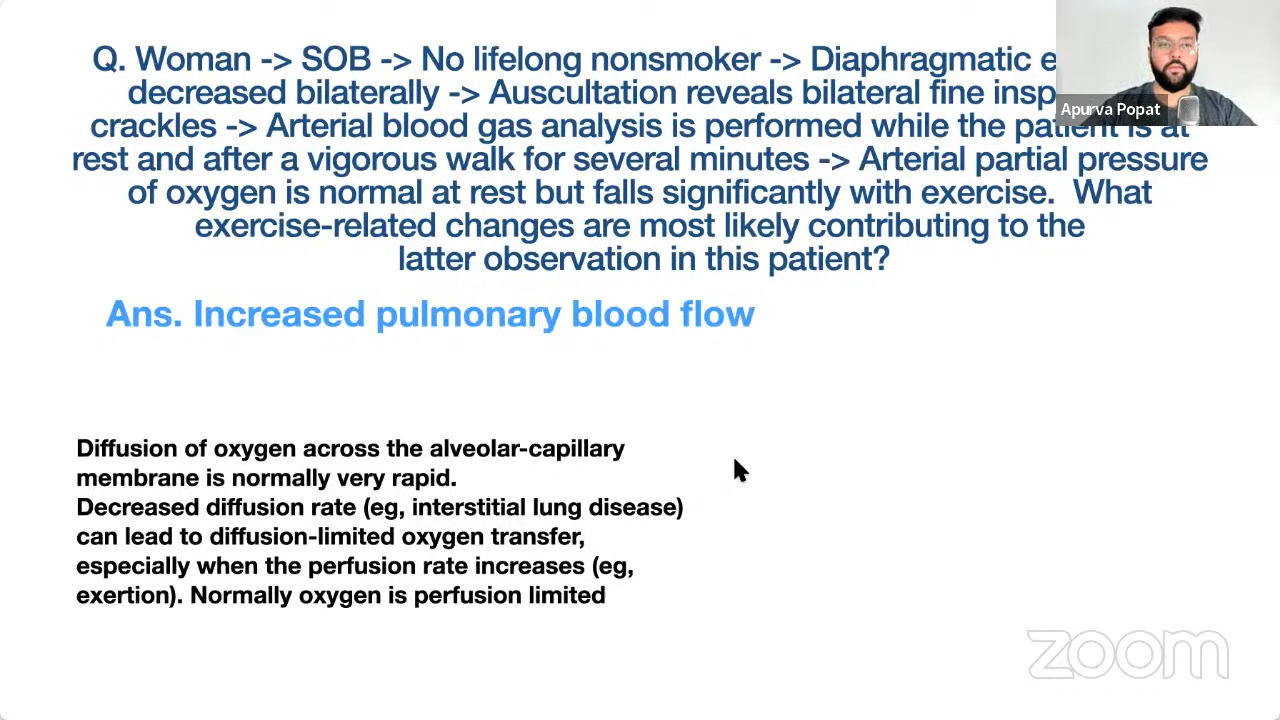 Q. Woman -> SOB -> No lifelong nonsmoker -> Diaphragmatic
decreased bilaterally -> Auscultation reveals bilateral fine
crackles -> Arterial blood gas analysis is performed while the patient is at
rest and after a vigorous walk for several minutes -> Arterial partial pressure
of oxygen is normal at rest but falls significantly with exercise. What
exercise-related changes are most likely contributing to the
latter observation in this patient?
Apurva Popat
Ans. Increased pulmonary blood flow
Diffusion of oxygen across the alveolar-capillary
membrane is normally very rapid.
Decreased diffusion rate (eg, interstitial lung disease)
can lead to diffusion-limited oxygen transfer,
especially when the perfusion rate increases (eg,
exertion). Normally oxygen is perfusion limited
zoom